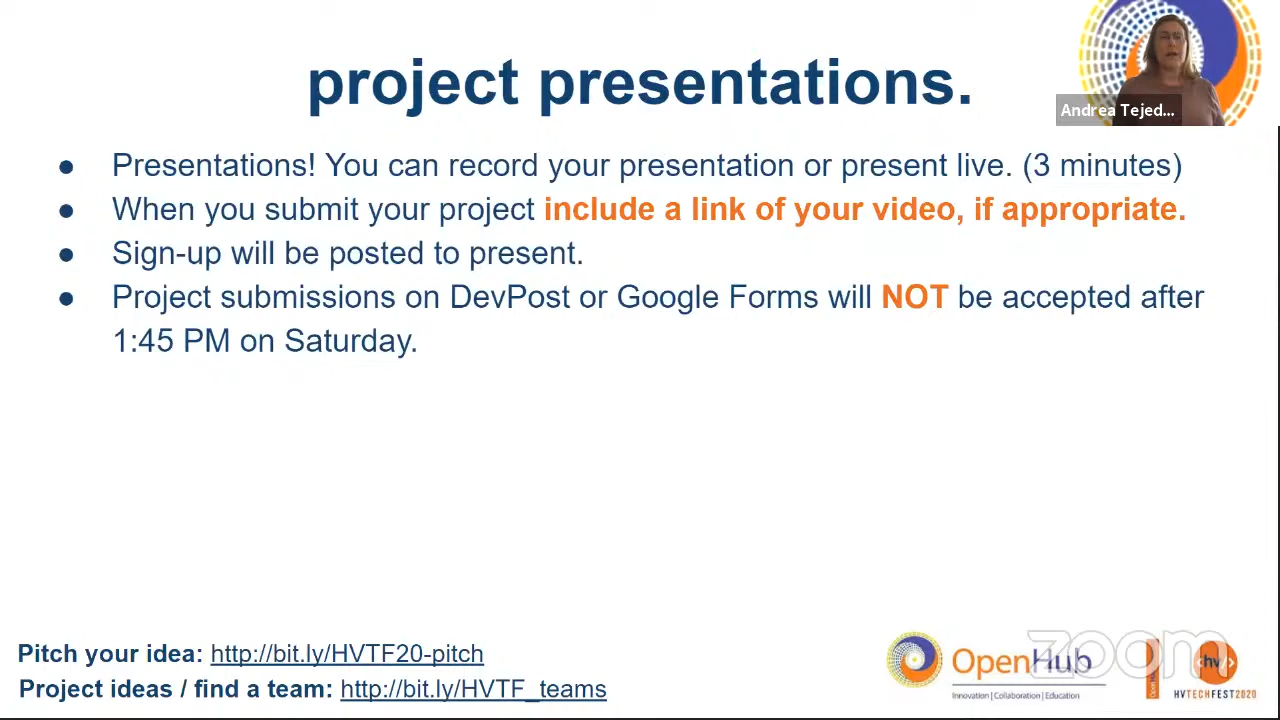 project presentations.
Andrea Tejed...
● Presentations! You can record your presentation or present live. (3 minutes)
● When you submit your project include a link of your video, if appropriate.
● Sign-up will be posted to present.
● Project submissions on DevPost or Google Forms will NOT be accepted after
1:45 PM on Saturday.
Pitch your idea: http://bit.ly/HVTF20-pitch
Project ideas / find a team: http://bit.ly/HVTF_teams
OpenHub
Innovation | Collaboration | Education
zoom
<hv/>
HVTECHFEST2020